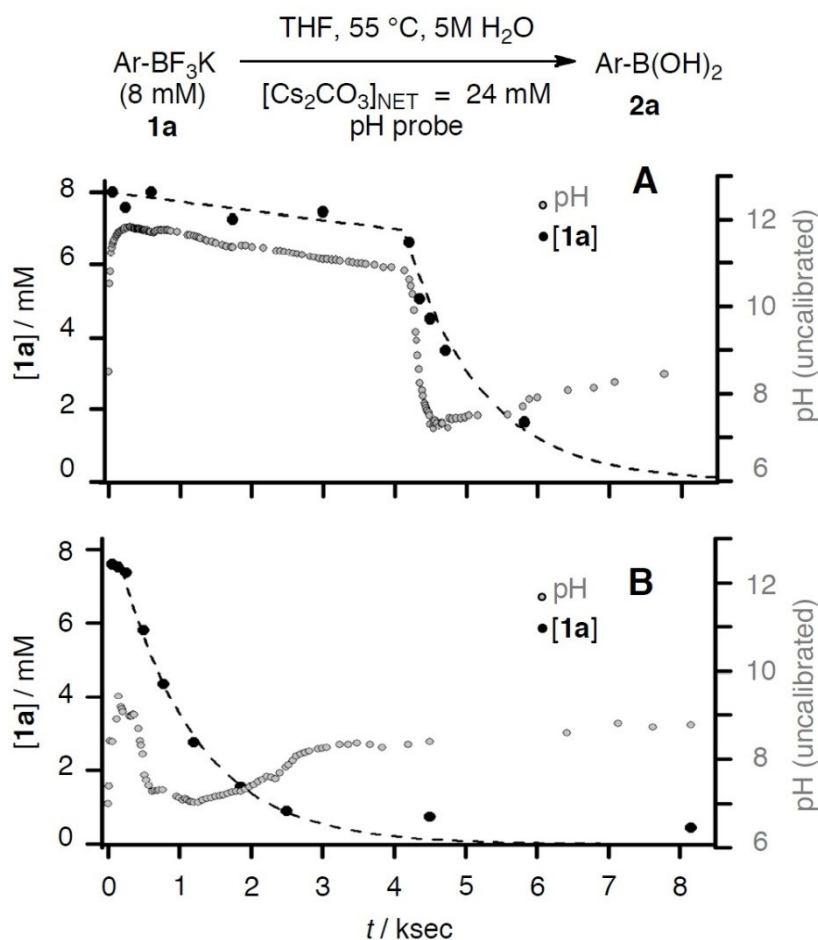 THF, 55 °C, 5M H₂O
Ar-BF₃K
Ar-B(OH)₂
(8 mM)
[Cs₂CO₃]NET = 24 mM
1a
pH probe
2a
A
8
6
4
2
0
[1a] / mM
pH
[1a]
12
10
8
6
pH (uncalibrated)
B
8
6
4
2
0
[1a] / mM
pH
[1a]
12
10
8
6
pH (uncalibrated)
0 1 2 3 4 5 6 7 8
t / ksec